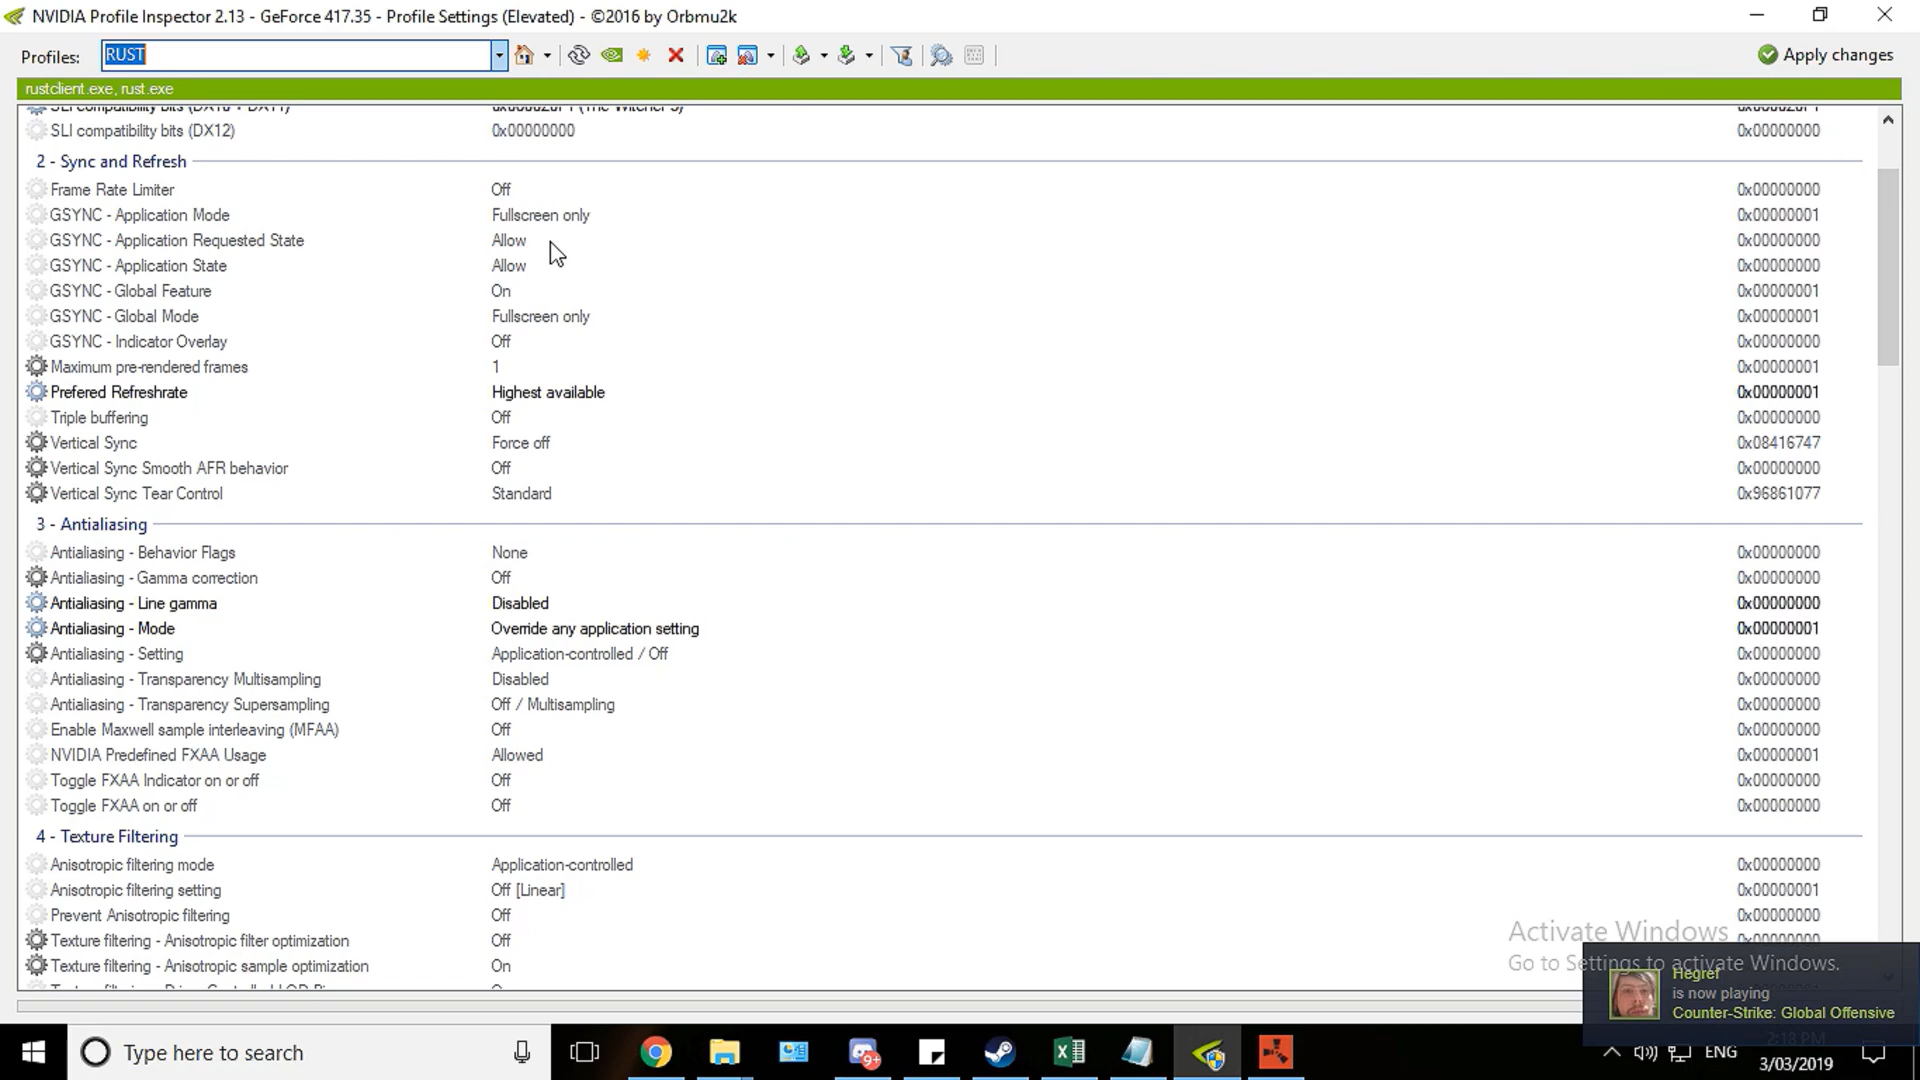 NVIDIA Profile Inspector 2.13 - GeForce 417.35 - Profile Settings (Elevated) - ©2016 by Orbmu2k
Profiles: RUST Apply changes
rustclient.exe, rust.exe
SLI compatibility bits (DX12) 0x00000000 0x00000000
2 - Sync and Refresh
Frame Rate Limiter Off 0x00000000
GSYNC - Application Mode Fullscreen only 0x00000001
GSYNC - Application Requested State Allow 0x00000000
GSYNC - Application State Allow 0x00000000
GSYNC - Global Feature On 0x00000001
GSYNC - Global Mode Fullscreen only 0x00000001
GSYNC - Indicator Overlay Off 0x00000000
Maximum pre-rendered frames 1 0x00000001
Prefered Refreshrate Highest available 0x00000001
Triple buffering Off 0x00000000
Vertical Sync Force off 0x08416747
Vertical Sync Smooth AFR behavior Off 0x00000000
Vertical Sync Tear Control Standard 0x96861077
3 - Antialiasing
Antialiasing - Behavior Flags None 0x00000000
Antialiasing - Gamma correction Off 0x00000000
Antialiasing - Line gamma Disabled 0x00000000
Antialiasing - Mode Override any application setting 0x00000001
Antialiasing - Setting Application-controlled / Off 0x00000000
Antialiasing - Transparency Multisampling Disabled 0x00000000
Antialiasing - Transparency Supersampling Off / Multisampling 0x00000000
Enable Maxwell sample interleaving (MFAA) Off 0x00000000
NVIDIA Predefined FXAA Usage Allowed 0x00000001
Toggle FXAA Indicator on or off Off 0x00000000
Toggle FXAA on or off Off 0x00000000
4 - Texture Filtering
Anisotropic filtering mode Application-controlled 0x00000000
Anisotropic filtering setting Off [Linear] 0x00000001
Prevent Anisotropic filtering Off 0x00000000
Texture filtering - Anisotropic filter optimization Off
Texture filtering - Anisotropic sample optimization On
Activate Windows
Go to Settings to activate Windows.
Hegref
is now playing
Counter-Strike: Global Offensive
Type here to search
9+
ENG
2:18 PM
3/03/2019